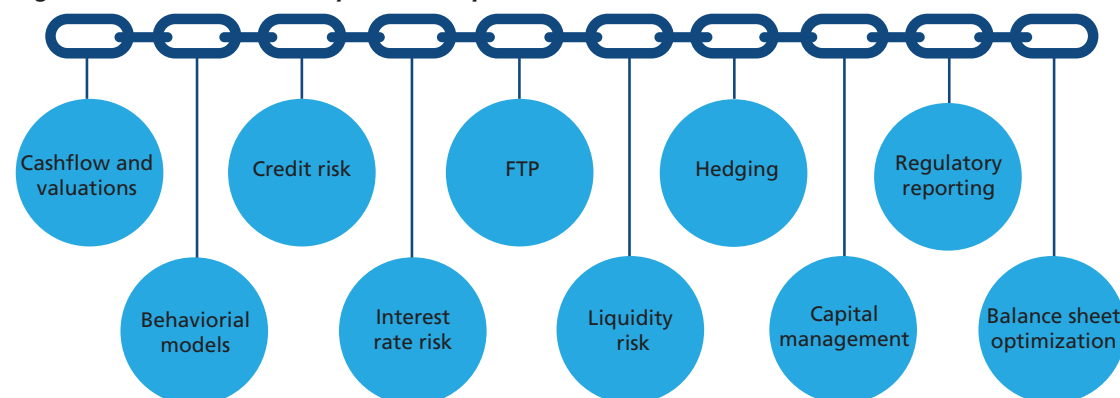 Cashflow and
valuations
Behaviorial
models
Credit risk
Interest
rate risk
FTP
Liquidity
risk
Hedging
Capital
management
Regulatory
reporting
Balance sheet
optimization